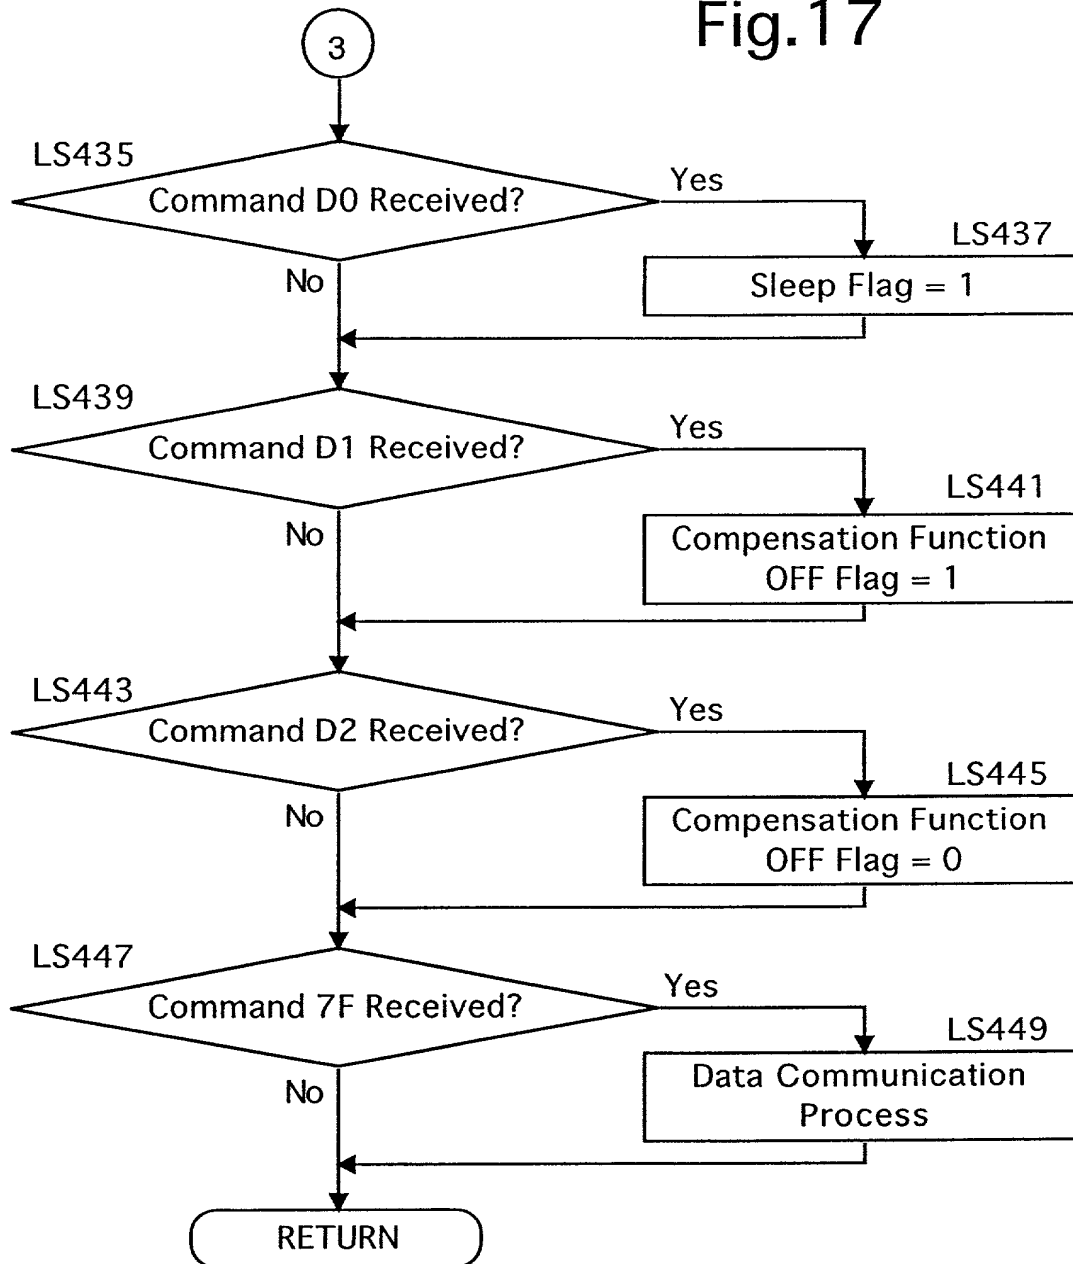 Fig.17
3
LS435
Command D0 Received?
Yes
LS437
Sleep Flag = 1
No
LS439
Command D1 Received?
Yes
LS441
Compensation Function
OFF Flag = 1
No
LS443
Command D2 Received?
Yes
LS445
Compensation Function
OFF Flag = 0
No
LS447
Command 7F Received?
Yes
LS449
Data Communication
Process
No
RETURN